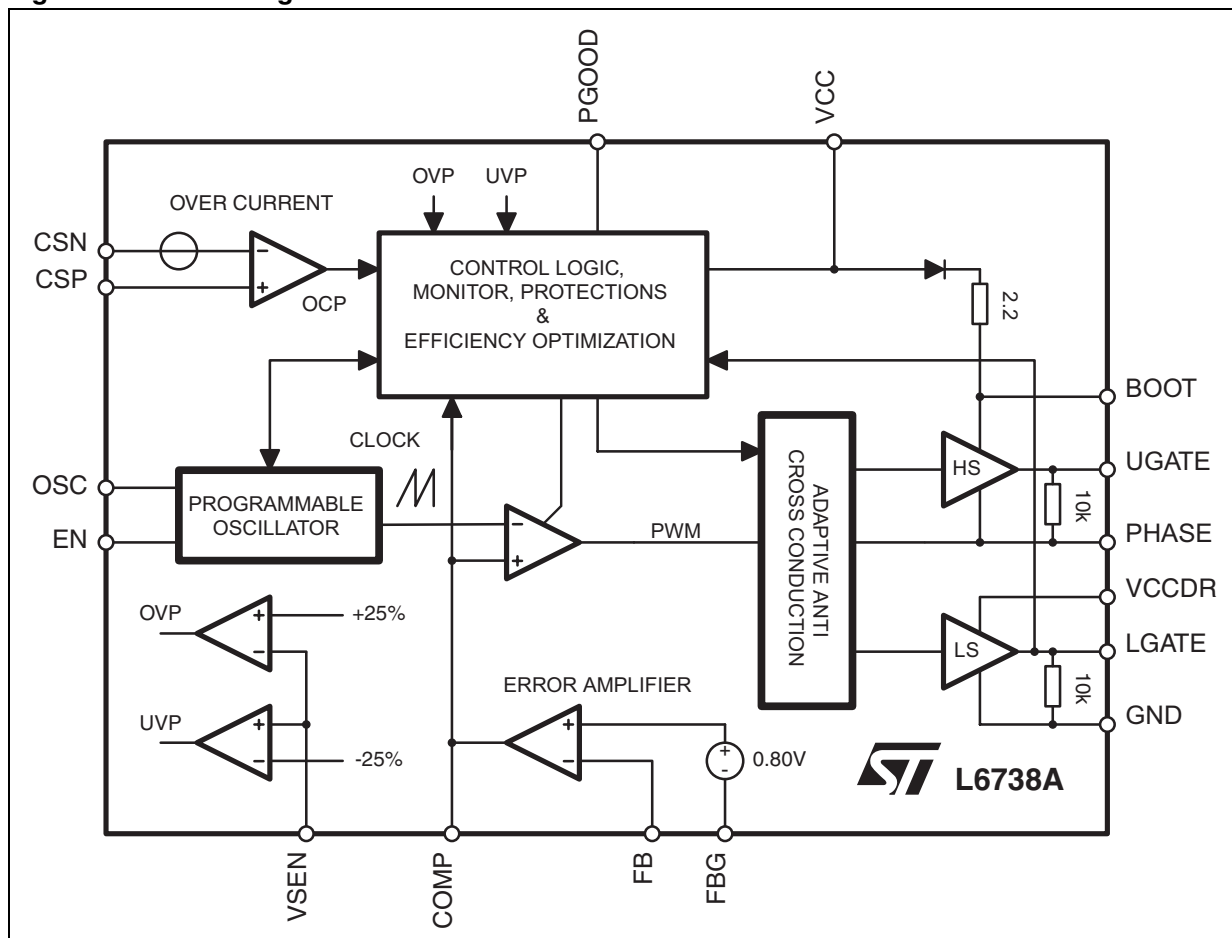 PGOOD
VCC
OVP
UVP
OVER CURRENT
CSN
CSP
-
+
OCP
CONTROL LOGIC,
MONITOR, PROTECTIONS
&
EFFICIENCY OPTIMIZATION
2.2
BOOT
CLOCK
OSC
EN
PROGRAMMABLE
OSCILLATOR
-
+
PWM
ADAPTIVE ANTI
CROSS CONDUCTION
HS
UGATE
10k
PHASE
VCCDR
LS
LGATE
10k
GND
OVP
+
-
+25%
UVP
+
-
-25%
ERROR AMPLIFIER
+
-
+
-
0.80V
ST
L6738A
VSEN
COMP
FB
FBG